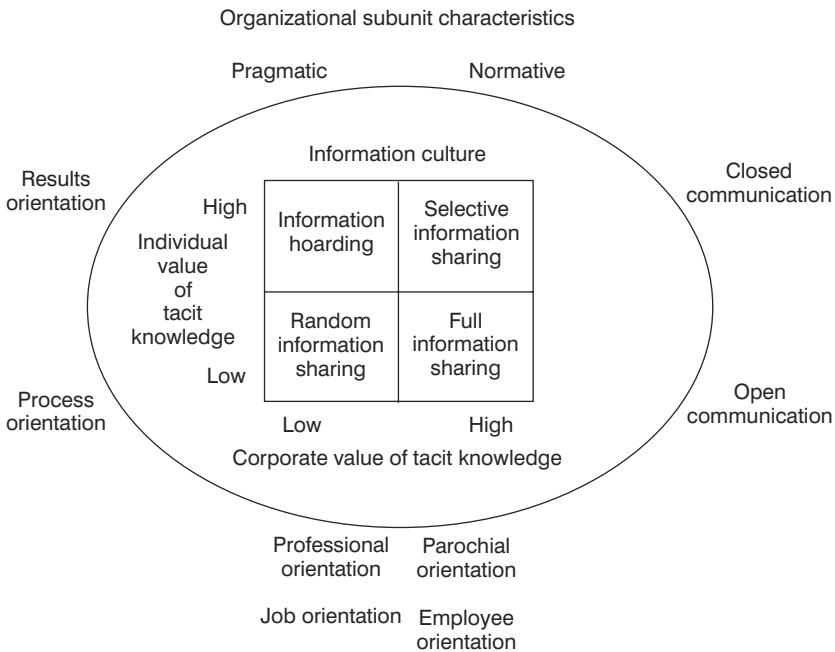 Organizational subunit characteristics
Pragmatic
Normative
Information culture
Results
orientation
Closed
communication
High
Individual
value
of
tacit
knowledge
Information
hoarding
Selective
information
sharing
Random
information
sharing
Full
information
sharing
Low
Process
orientation
Open
communication
Low
High
Corporate value of tacit knowledge
Professional
orientation
Parochial
orientation
Job orientation
Employee
orientation